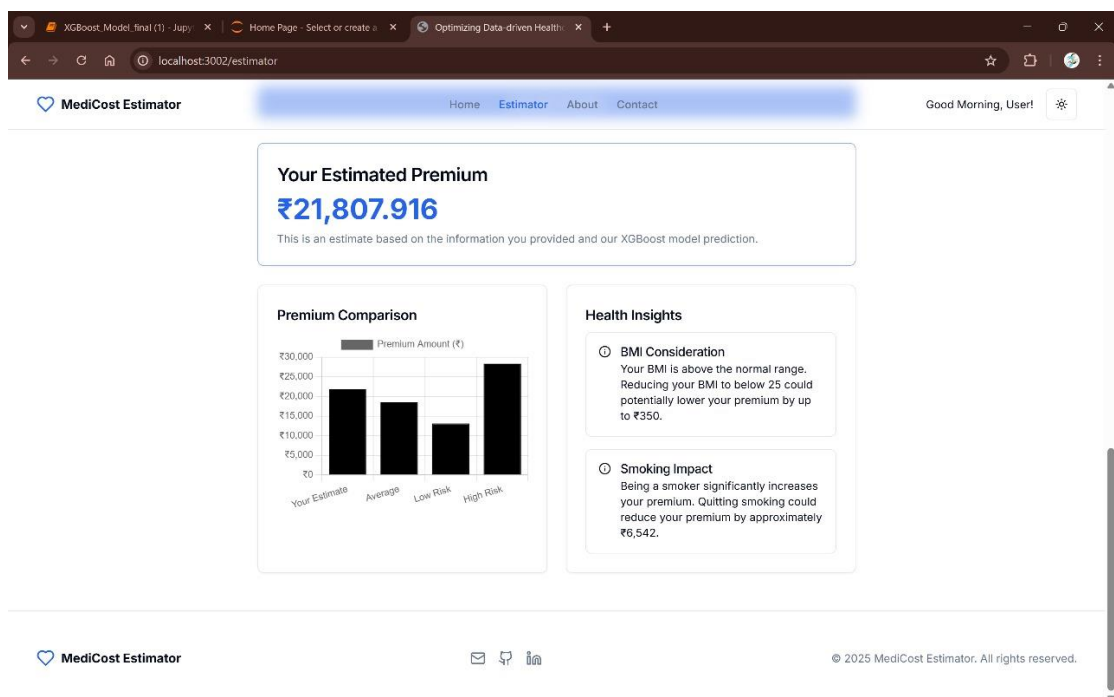 XGBoost_Model_final (1) - Jupy
Home Page - Select or create a
Optimizing Data-driven Health
localhost:3002/estimator
MediCost Estimator
Home Estimator About Contact
Good Morning, User!
Your Estimated Premium
₹21,807.916
This is an estimate based on the information you provided and our XGBoost model prediction.
Premium Comparison
Premium Amount (₹)
₹30,000
₹25,000
₹20,000
₹15,000
₹10,000
₹5,000
₹0
Your Estimate Average Low Risk High Risk
Health Insights
BMI Consideration
Your BMI is above the normal range.
Reducing your BMI to below 25 could
potentially lower your premium by up
to ₹350.
Smoking Impact
Being a smoker significantly increases
your premium. Quitting smoking could
reduce your premium by approximately
₹6,542.
MediCost Estimator
© 2025 MediCost Estimator. All rights reserved.